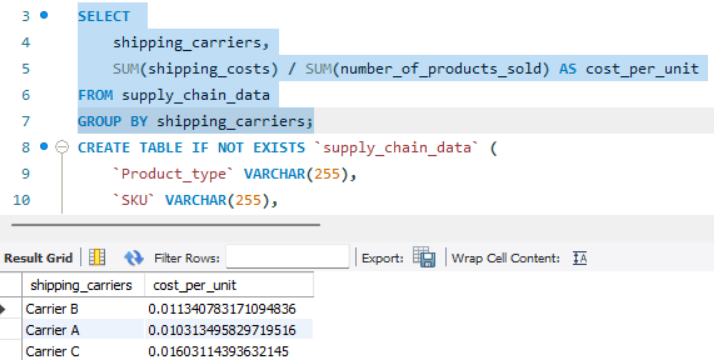 3 SELECT
4 shipping_carriers,
5 SUM(shipping_costs) / SUM(number_of_products_sold) AS cost_per_unit
6 FROM supply_chain_data
7 GROUP BY shipping_carriers;
8 CREATE TABLE IF NOT EXISTS `supply_chain_data` (
9 `Product_type` VARCHAR(255),
10 `SKU` VARCHAR(255),
Result Grid Filter Rows: Export: Wrap Cell Content: IA
shipping_carriers cost_per_unit
Carrier B 0.011340783171094836
Carrier A 0.010313495829719516
Carrier C 0.01603114393632145